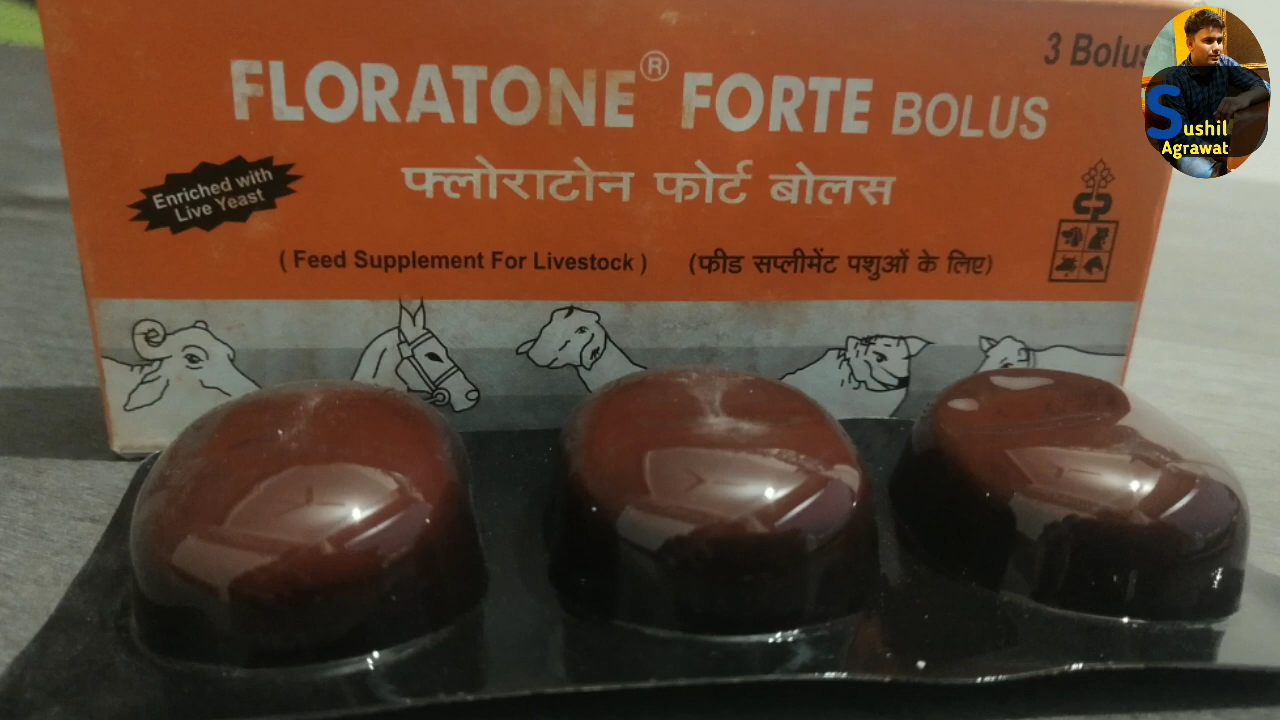 3 Bolus
FLORATONE® FORTE BOLUS
फ्लोराटोन फोर्ट बोलस
Enriched with
Live Yeast
( Feed Supplement For Livestock ) (फीड सप्लीमेंट पशुओं के लिए)
Sushil
Agrawat